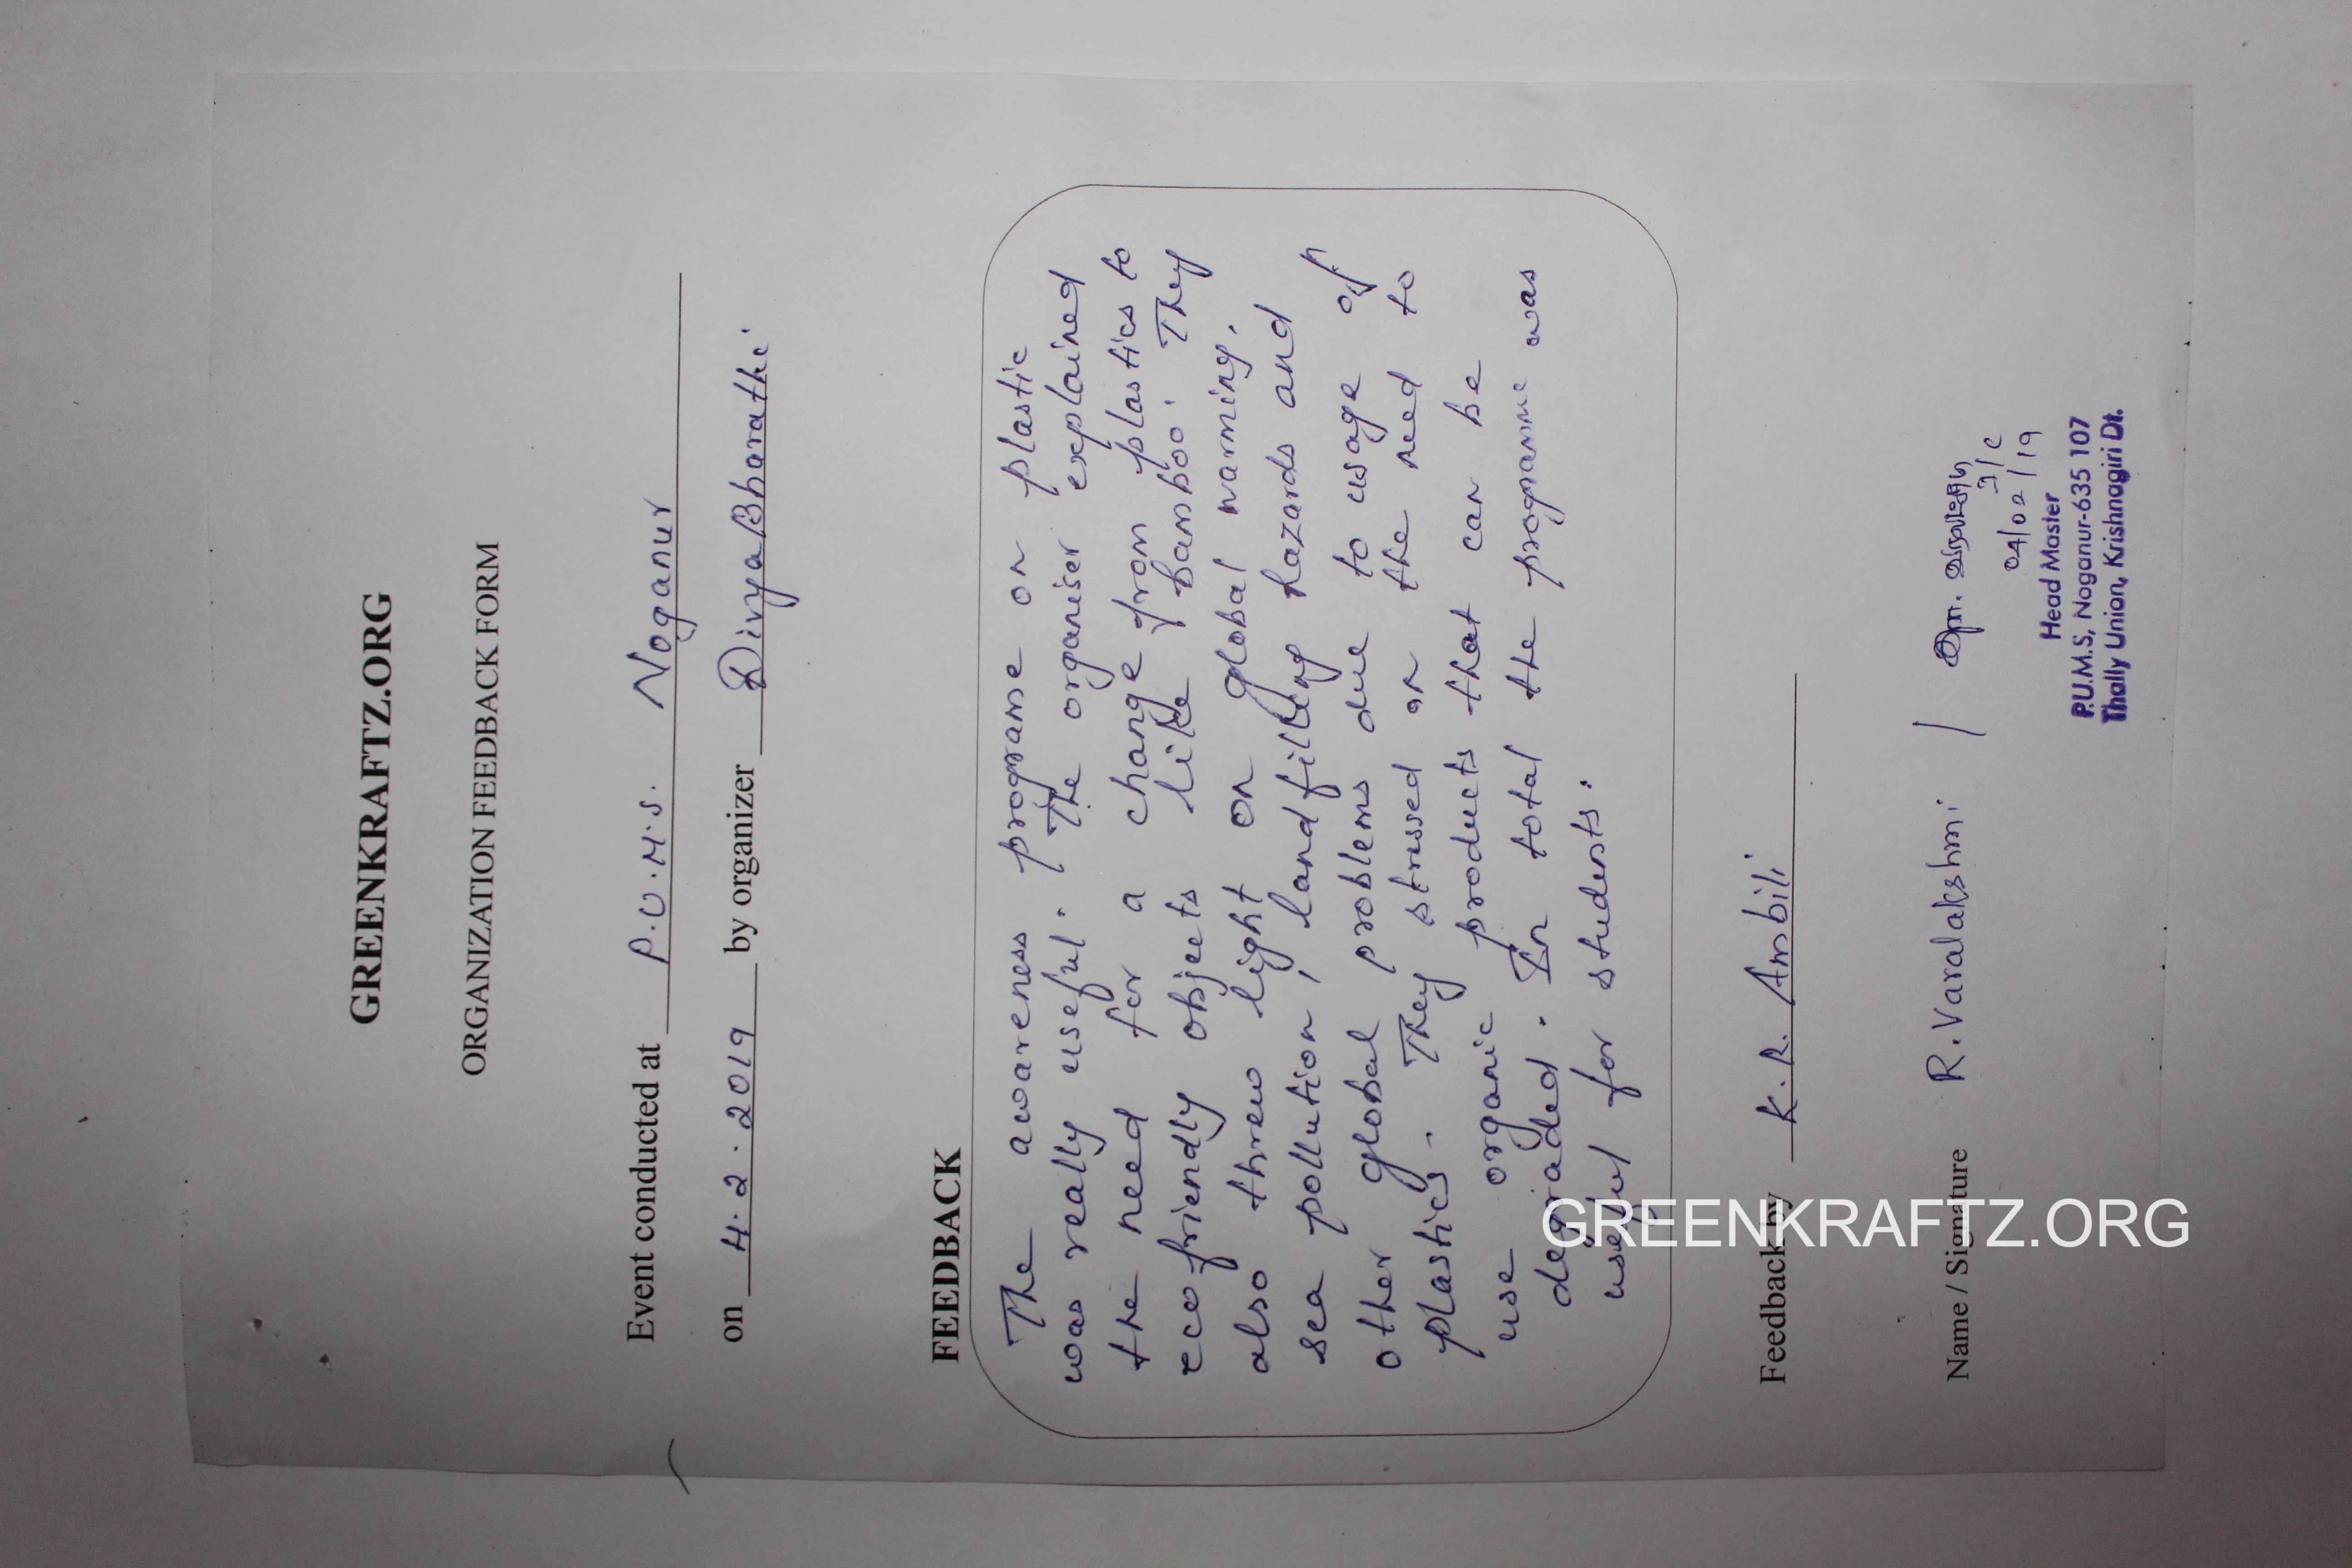 GREENKRAFTZ.ORG
ORGANIZATION FEEDBACK FORM
Event conducted at P.U.M.S. Noganur
on 4.2.2019 by organizer DivyaBharathi
FEEDBACK
The awareness programe on plastic
was really useful. The organiser explained
the need for a change from plastics to
eco friendly objects like bamboo. They
also threw light on global warming,
sea pollution, landfilling hazards and
other global problems due to usage of
plastics. They stressed on the need to
use organic products that can be
degraded. In total the programme was
useful for students.
Feedback by K.R. Ambili
Name / Signature R. Varalakshmi /
I/C
04/02/19
Head Master
P.U.M.S, Noganur-635 107
Thally Union, Krishnagiri Dt.
GREENKRAFTZ.ORG